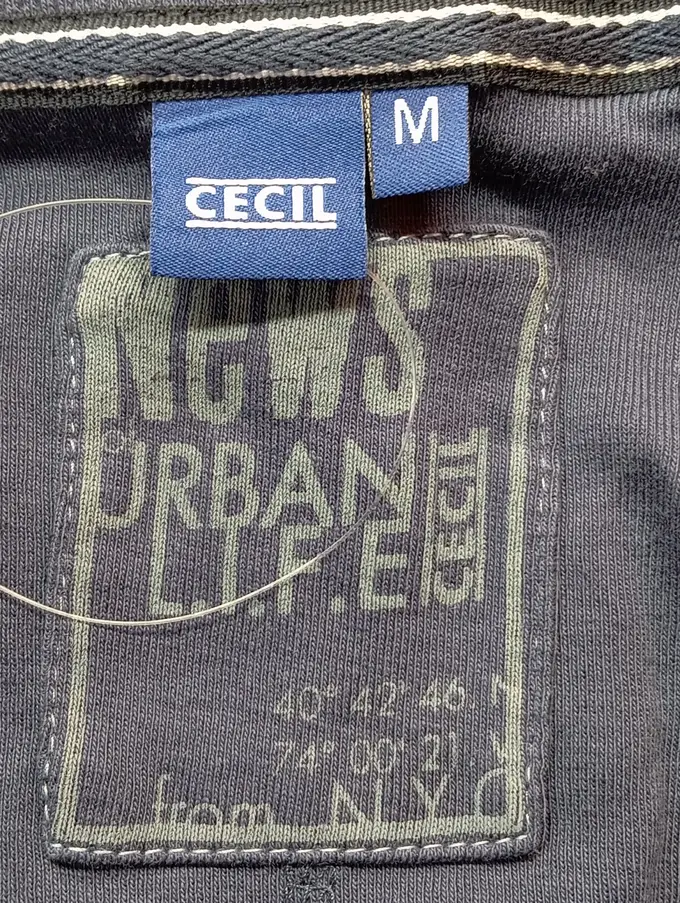 CECIL
M
NEWS
URBAN
L.I.F.E
CECIL
40° 42' 46. N
74° 00' 21. W
from N.Y.C